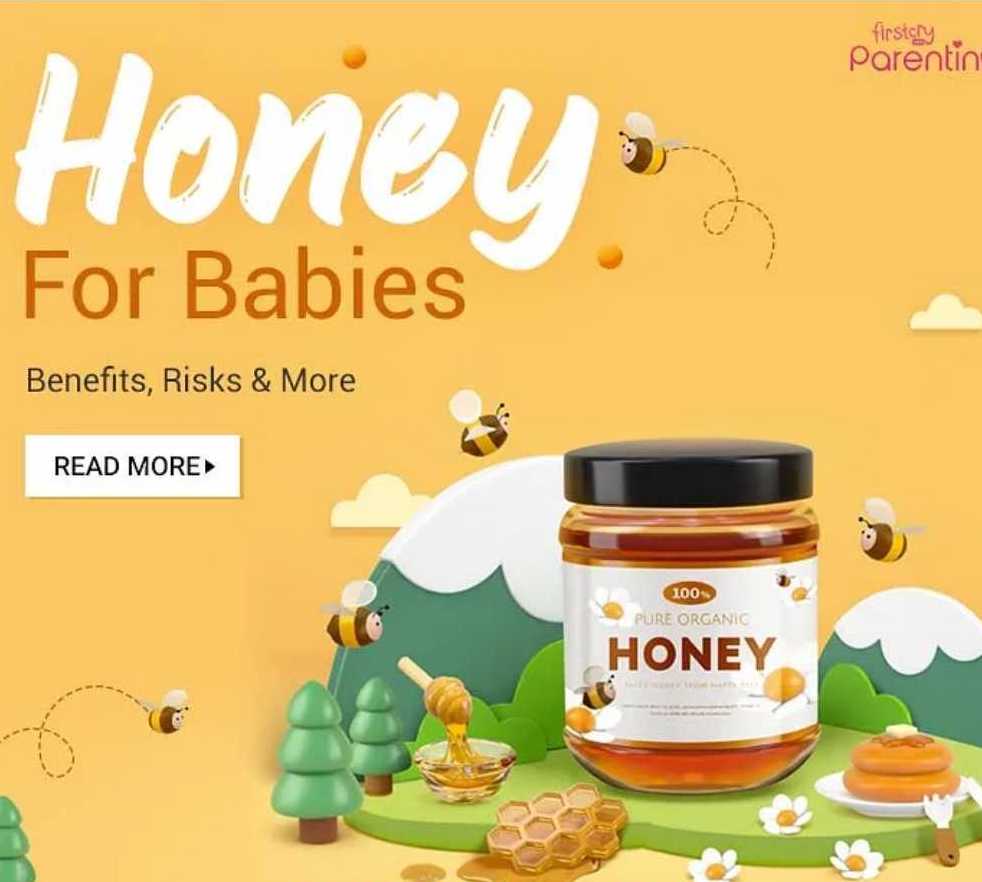 firstcry
Parentin
Honey
For Babies
Benefits, Risks & More
READ MORE
100%
PURE ORGANIC
HONEY